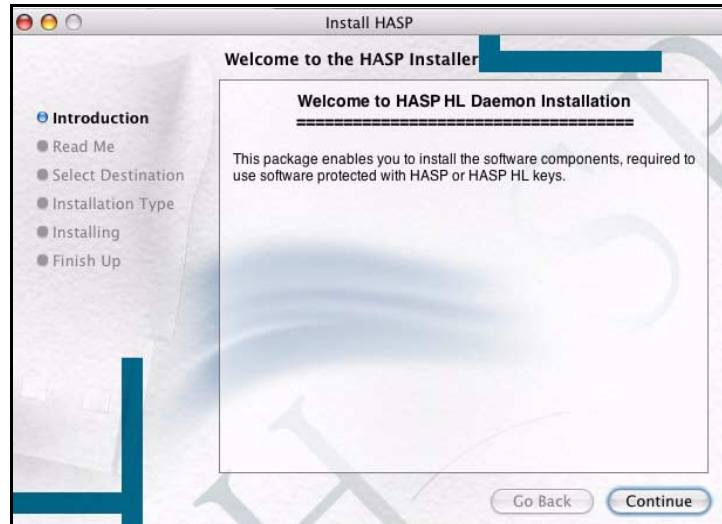 Install HASP
Welcome to the HASP Installer
Introduction
Read Me
Select Destination
Installation Type
Installing
Finish Up
Welcome to HASP HL Daemon Installation
=====================================
This package enables you to install the software components, required to
use software protected with HASP or HASP HL keys.
Go Back
Continue